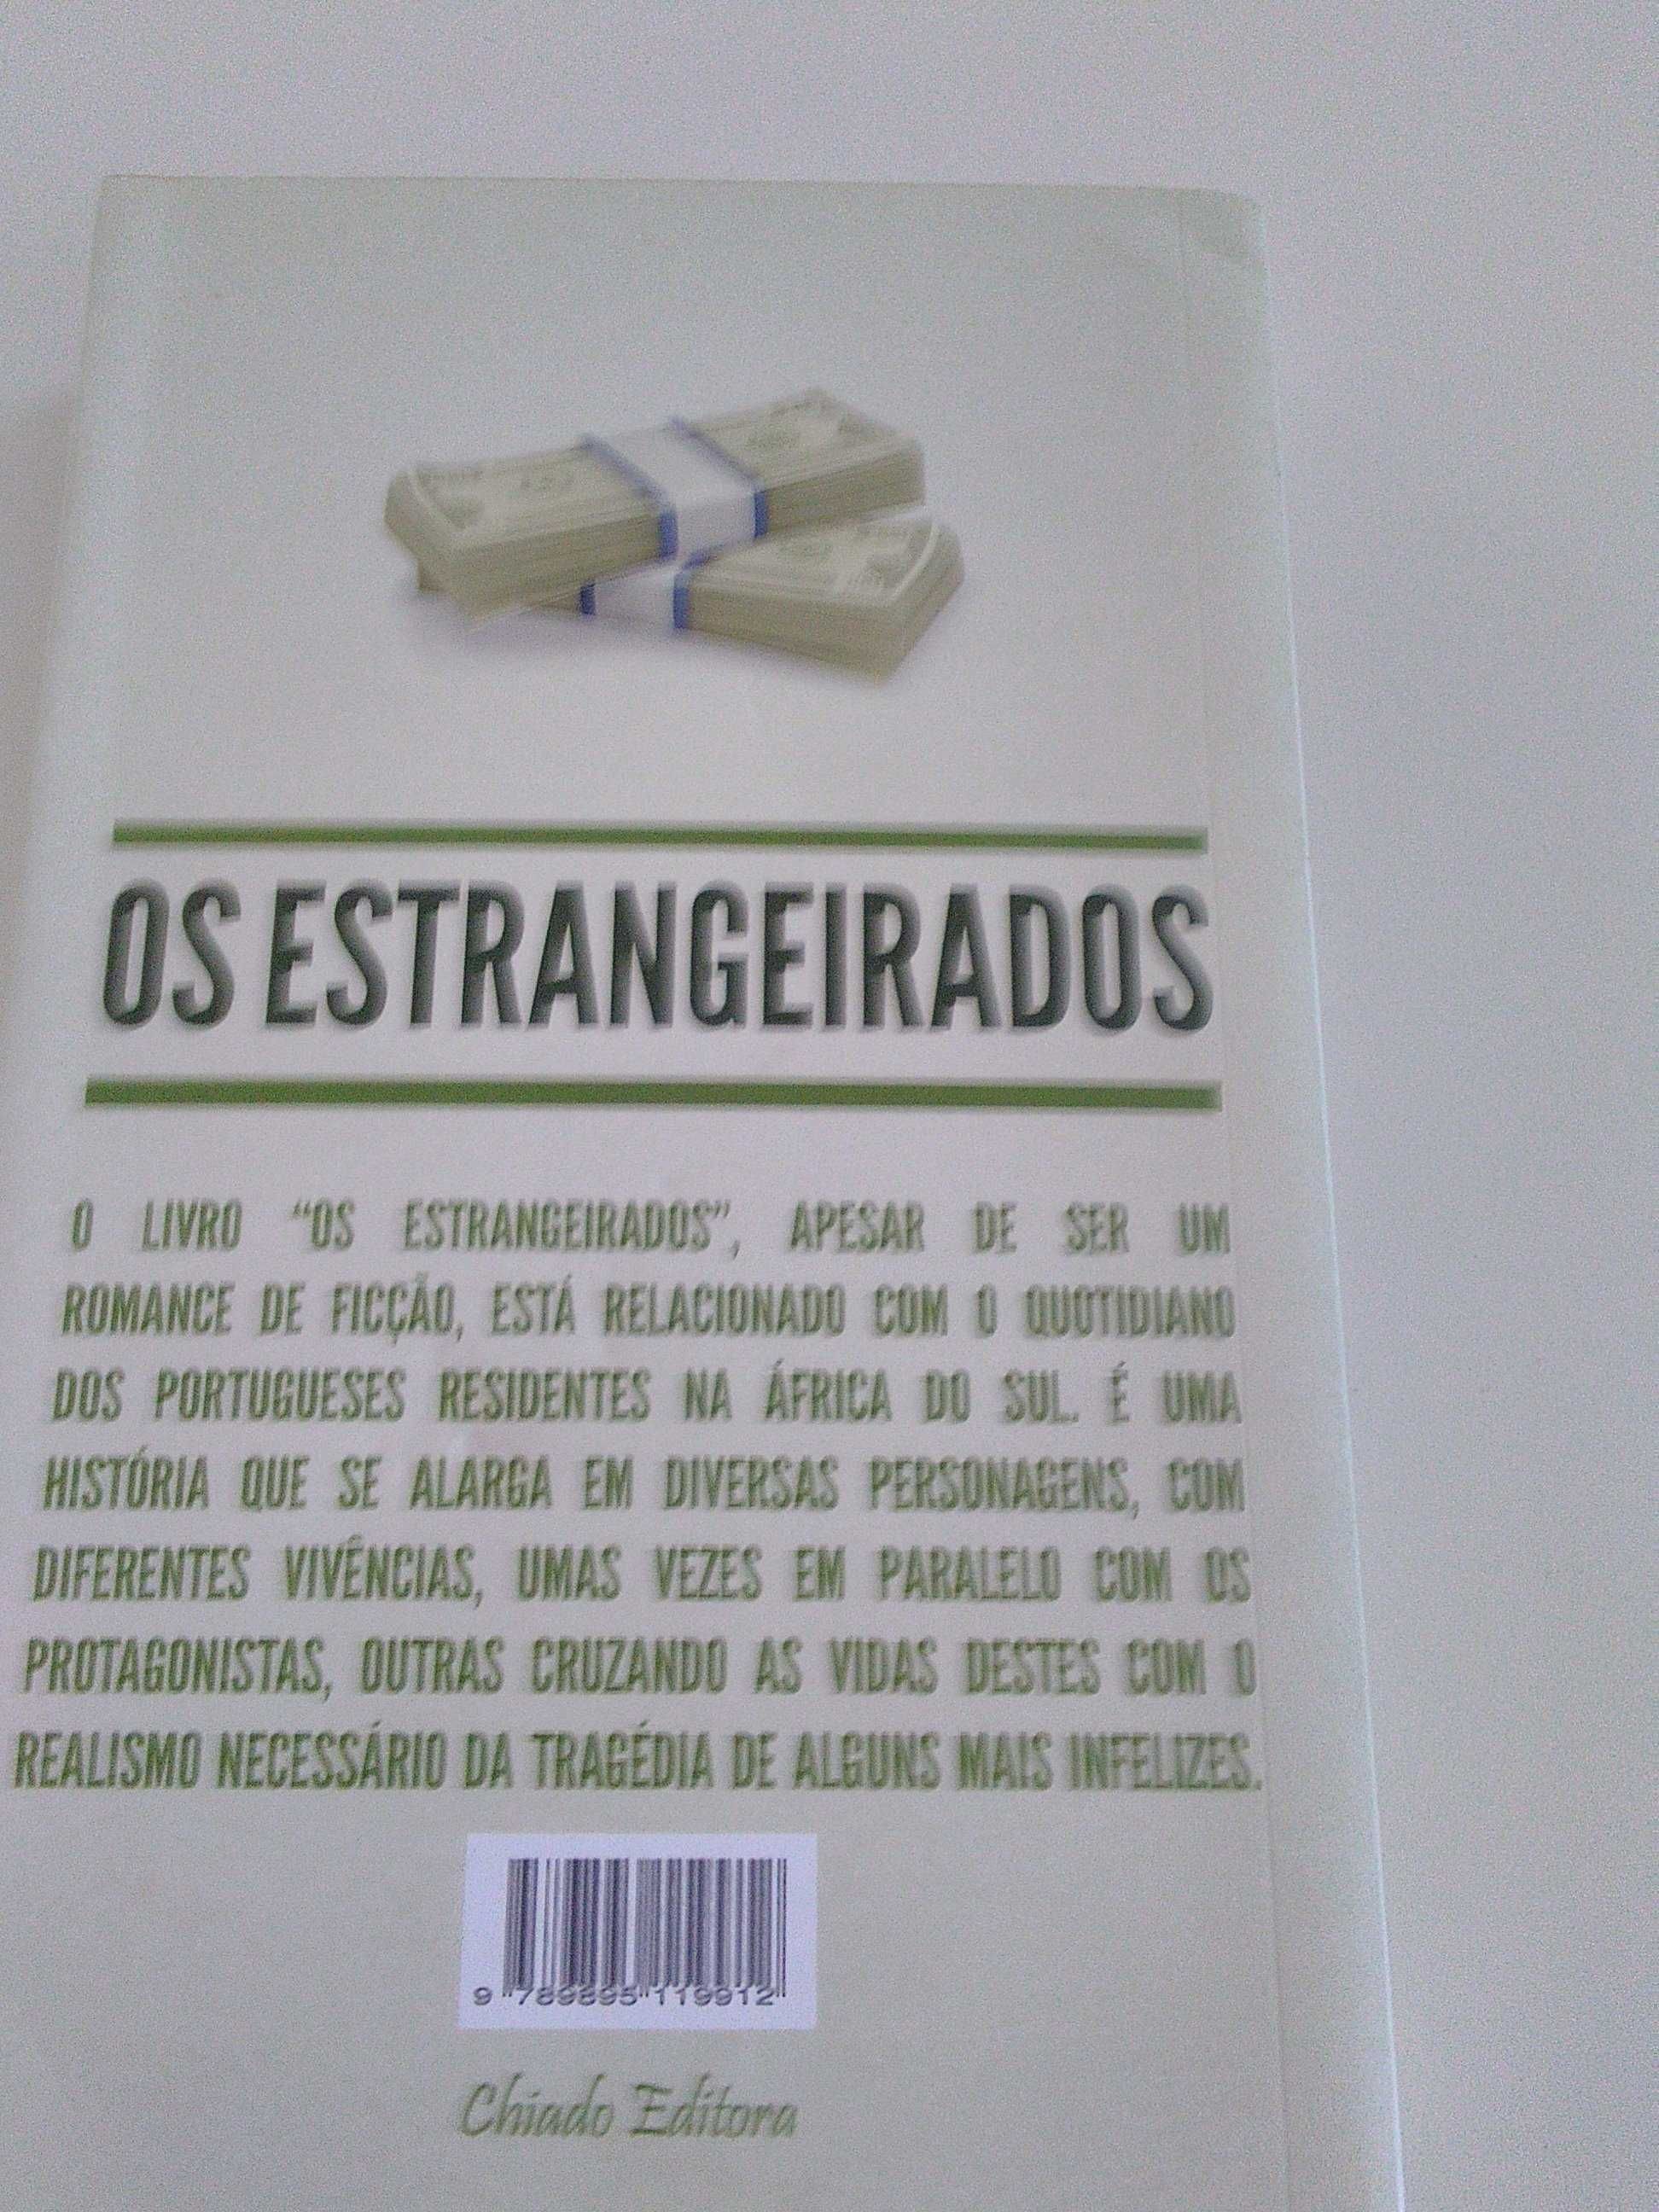 OS ESTRANGEIRADOS
O LIVRO “OS ESTRANGEIRADOS”, APESAR DE SER UM
ROMANCE DE FICÇÃO, ESTÁ RELACIONADO COM O QUOTIDIANO
DOS PORTUGUESES RESIDENTES NA ÁFRICA DO SUL. É UMA
HISTÓRIA QUE SE ALARGA EM DIVERSAS PERSONAGENS, COM
DIFERENTES VIVÊNCIAS, UMAS VEZES EM PARALELO COM OS
PROTAGONISTAS, OUTRAS CRUZANDO AS VIDAS DESTES COM O
REALISMO NECESSÁRIO DA TRAGÉDIA DE ALGUNS MAIS INFELIZES.
9 789895 119912
Chiado Editora